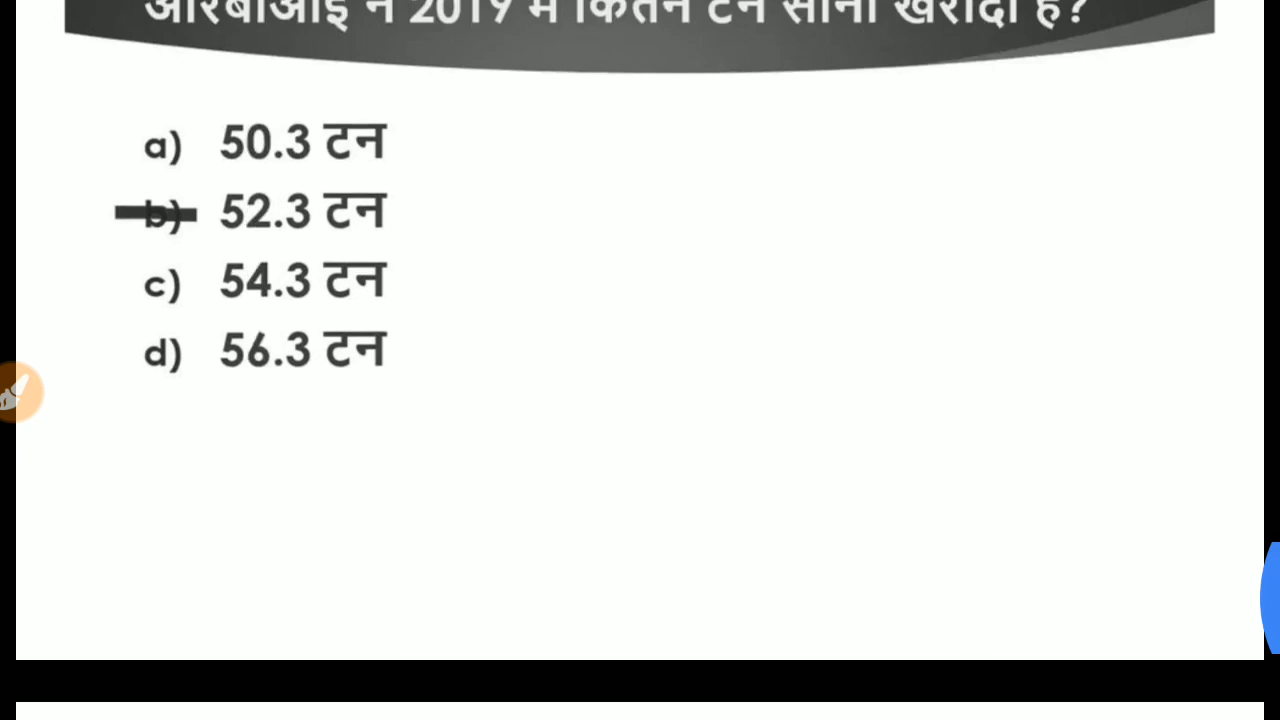 आरबीआई ने 2019 में कितने टन सोना खरीदा है?
a) 50.3 टन
b) 52.3 टन
c) 54.3 टन
d) 56.3 टन